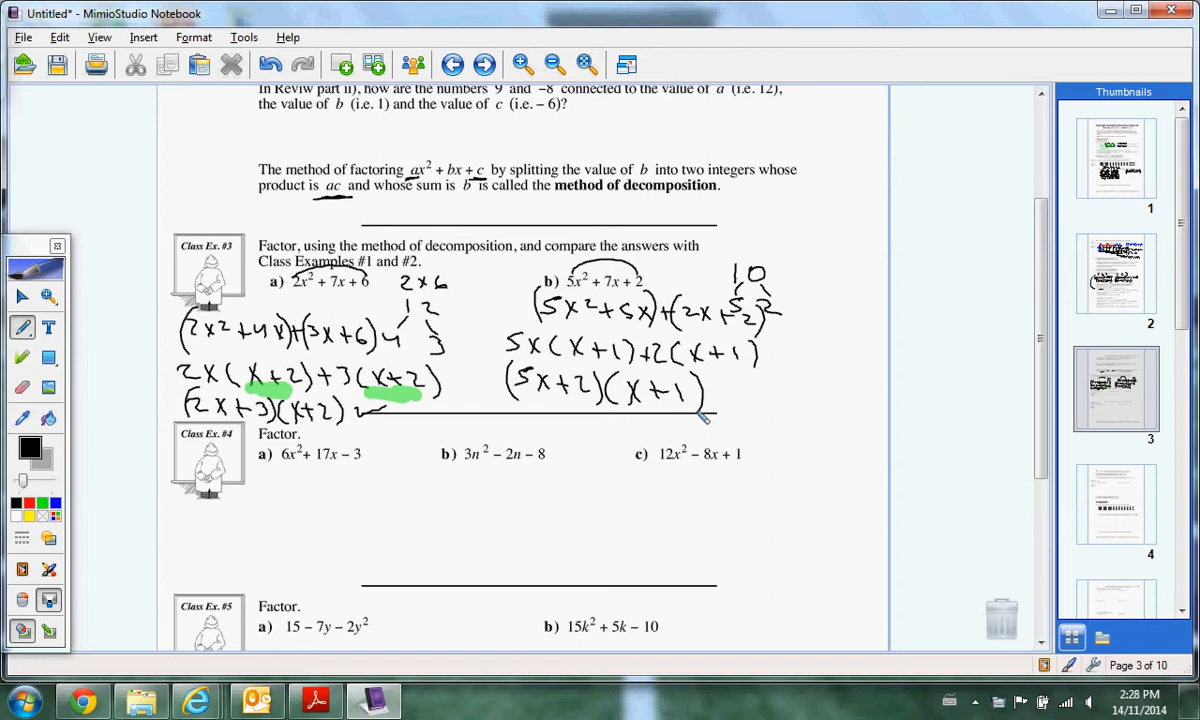 Untitled* - MimioStudio Notebook
File Edit View Insert Format Tools Help
In Reviw part ii), how are the numbers 9 and -8 connected to the value of a (i.e. 12),
the value of b (i.e. 1) and the value of c (i.e. – 6)?
The method of factoring ax² + bx + c by splitting the value of b into two integers whose
product is ac and whose sum is b is called the method of decomposition.
Class Ex. #3
Factor, using the method of decomposition, and compare the answers with
Class Examples #1 and #2.
a) 2x² + 7x + 6
2 x 6
12
4 3
(2x² + 4x)+(3x+6)
2x(x+2)+3(x+2)
(2x+3)(x+2)
b) 5x² + 7x + 2
10
5 2
(5x²+5x)+(2x+2)
5x(x+1)+2(x+1)
(5x+2)(x+1)
Class Ex. #4
Factor.
a) 6x² + 17x – 3 b) 3n² – 2n – 8 c) 12x² – 8x + 1
Class Ex. #5
Factor.
a) 15 – 7y – 2y² b) 15k² + 5k – 10
Thumbnails
1
2
3
4
Page 3 of 10
2:28 PM
14/11/2014